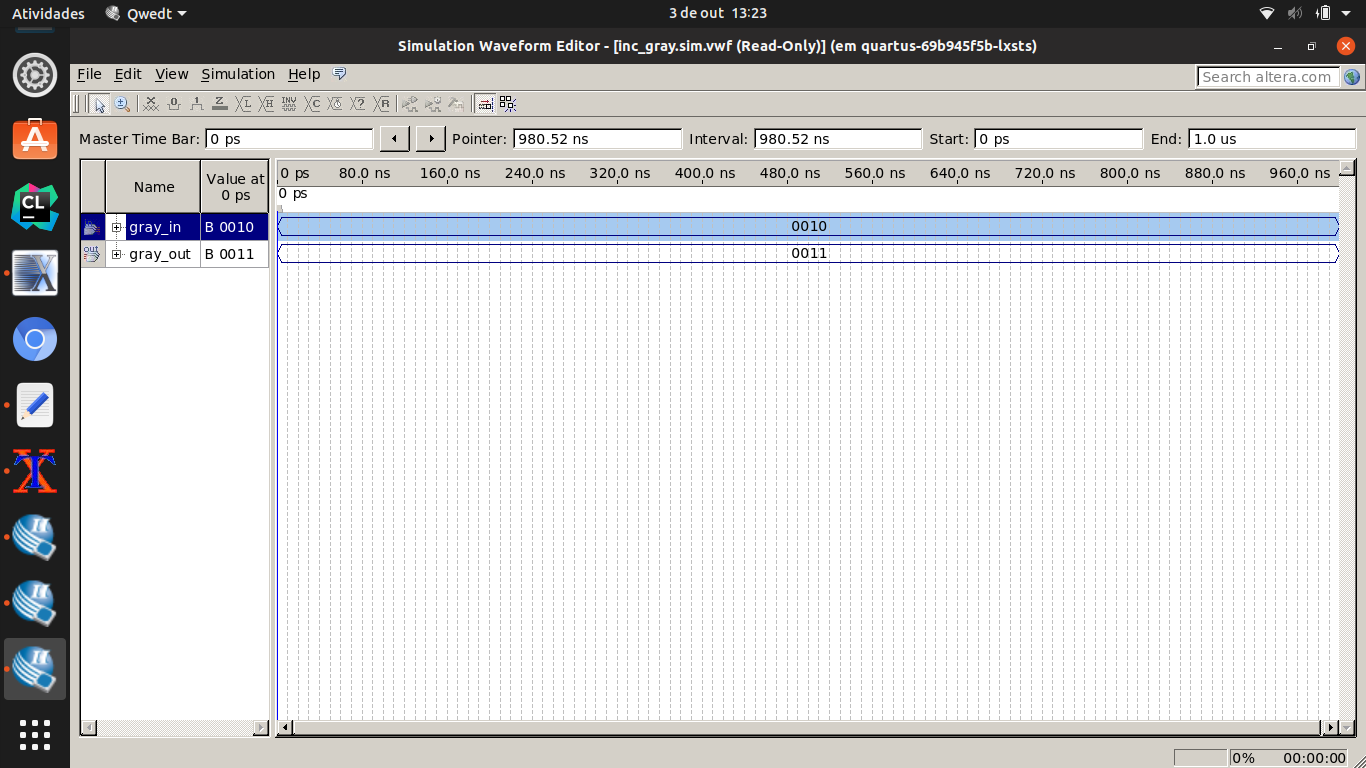 Atividades Qwedt 3 de out 13:23
Simulation Waveform Editor - [inc_gray.sim.vwf (Read-Only)] (em quartus-69b945f5b-lxsts)
File Edit View Simulation Help Search altera.com
Master Time Bar: 0 ps Pointer: 980.52 ns Interval: 980.52 ns Start: 0 ps End: 1.0 us
Name Value at 0 ps 0 ps 80.0 ns 160.0 ns 240.0 ns 320.0 ns 400.0 ns 480.0 ns 560.0 ns 640.0 ns 720.0 ns 800.0 ns 880.0 ns 960.0 ns
0 ps
gray_in B 0010 0010
gray_out B 0011 0011
0% 00:00:00